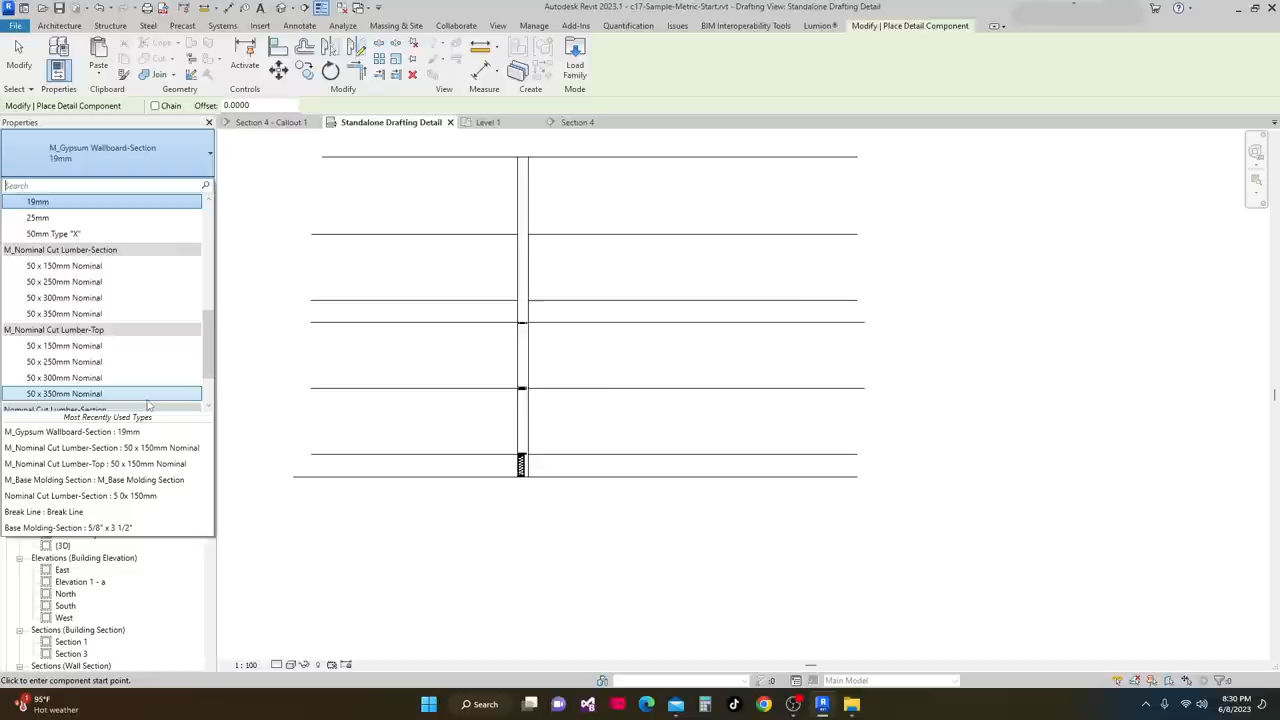 Autodesk Revit 2023.1 - c17-Sample-Metric-Start.rvt - Drafting View: Standalone Drafting Detail
File Architecture Structure Steel Precast Systems Insert Annotate Analyze Massing & Site Collaborate View Manage Add-Ins Quantification Issues BIM Interoperability Tools Lumion® Modify | Place Detail Component
Modify Paste Cope Cut Join Activate Load Family
Select Properties Clipboard Geometry Controls Modify View Measure Create Mode
Modify | Place Detail Component Chain Offset: 0.0000
Properties
Section 4 - Callout 1 Standalone Drafting Detail Level 1 Section 4
M_Gypsum Wallboard-Section
19mm
Search
19mm
25mm
50mm Type "X"
M_Nominal Cut Lumber-Section
50 x 150mm Nominal
50 x 250mm Nominal
50 x 300mm Nominal
50 x 350mm Nominal
M_Nominal Cut Lumber-Top
50 x 150mm Nominal
50 x 250mm Nominal
50 x 300mm Nominal
50 x 350mm Nominal
Nominal Cut Lumber-Section
Most Recently Used Types
M_Gypsum Wallboard-Section : 19mm
M_Nominal Cut Lumber-Section : 50 x 150mm Nominal
M_Nominal Cut Lumber-Top : 50 x 150mm Nominal
M_Base Molding Section : M_Base Molding Section
Nominal Cut Lumber-Section : 5 0x 150mm
Break Line : Break Line
Base Molding-Section : 5/8" x 3 1/2"
{3D}
Elevations (Building Elevation)
East
Elevation 1 - a
North
South
West
Sections (Building Section)
Section 1
Section 3
Sections (Wall Section)
1 : 100
Click to enter component start point. :0 Main Model :0
95°F
Hot weather
Search
8:30 PM
6/8/2023